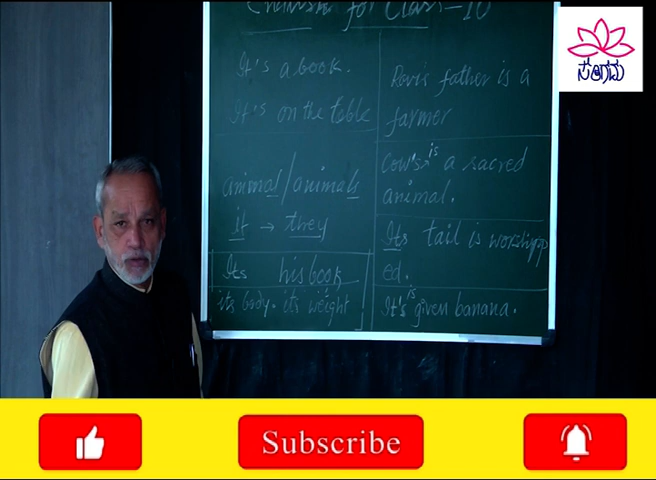 Chemistry for Class-10
It's a book.
It's on the table
animal/animals
it → they
Its his book
its body. its weight
Ravi's father is a
farmer
is
Cow's a sacred
animal.
Its tail is worshipp
ed.
is
It's given banana.
Subscribe